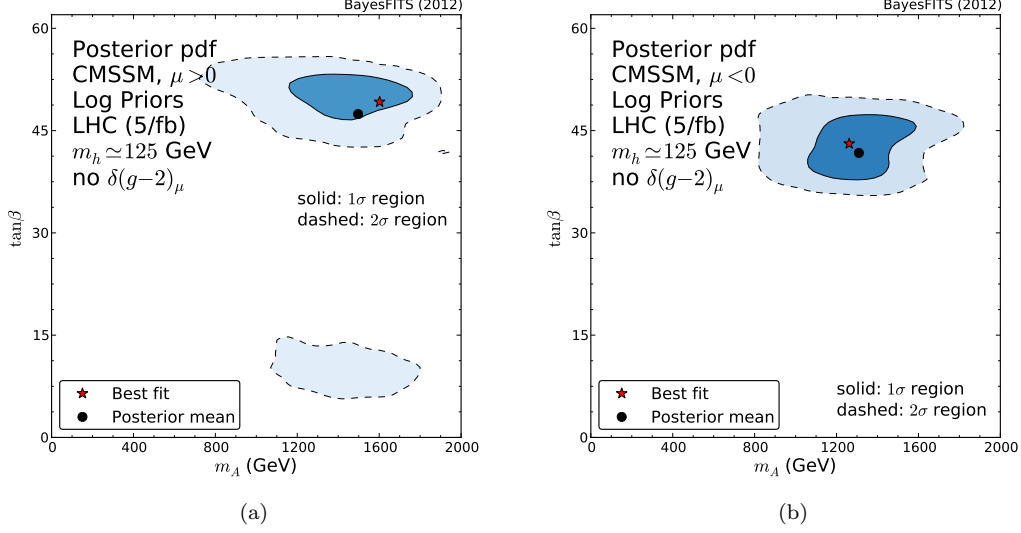 BayesFITS (2012)
Posterior pdf
CMSSM, μ>0
Log Priors
LHC (5/fb)
m_h≃125 GeV
no δ(g−2)_μ
solid: 1σ region
dashed: 2σ region
Best fit
Posterior mean
60
45
30
15
0
tanβ
0 400 800 1200 1600 2000
m_A (GeV)
(a)
BayesFITS (2012)
Posterior pdf
CMSSM, μ<0
Log Priors
LHC (5/fb)
m_h≃125 GeV
no δ(g−2)_μ
solid: 1σ region
dashed: 2σ region
Best fit
Posterior mean
60
45
30
15
0
tanβ
0 400 800 1200 1600 2000
m_A (GeV)
(b)